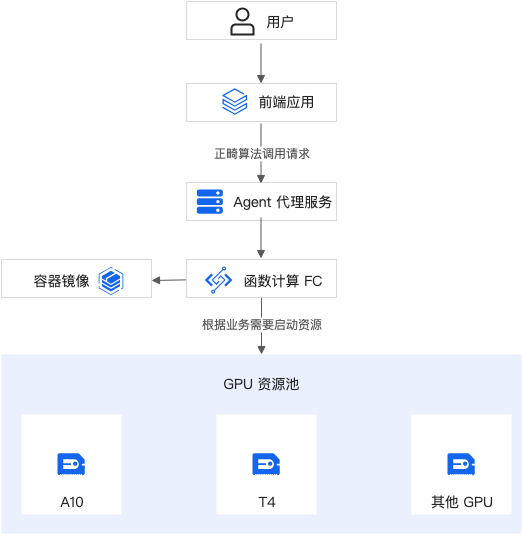 用户
前端应用
正畸算法调用请求
Agent 代理服务
容器镜像
函数计算 FC
根据业务需要启动资源
GPU 资源池
A10
T4
其他 GPU